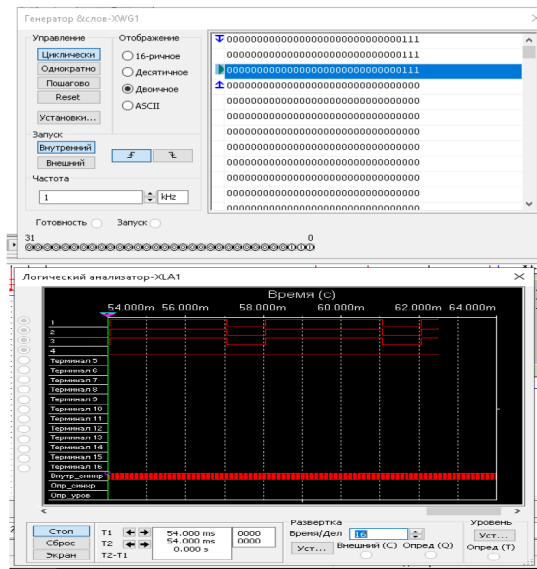 Генератор &слов-XWG1
Управление
Отображение
Циклически
Однократно
Пошагово
Reset
Установки...
16-ричное
Десятичное
Двоичное
ASCII
Запуск
Внутренний
Внешний
Частота
1
kHz
Готовность
Запуск
00000000000000000000000000000111
00000000000000000000000000000111
00000000000000000000000000000111
00000000000000000000000000000000
00000000000000000000000000000000
00000000000000000000000000000000
00000000000000000000000000000000
00000000000000000000000000000000
00000000000000000000000000000000
00000000000000000000000000000000
00000000000000000000000000000000
00000000000000000000000000000000
31
0
Логический анализатор-XLA1
Время (с)
54.000m 56.000m 58.000m 60.000m 62.000m 64.000m
1
2
3
4
Терминал 5
Терминал 6
Терминал 7
Терминал 8
Терминал 9
Терминал 10
Терминал 11
Терминал 12
Терминал 13
Терминал 14
Терминал 15
Терминал 16
Внутр_синхр
Опр_синхр
Опр_уров
Стоп
Сброс
Экран
T1
T2
T2-T1
54.000 ms
54.000 ms
0.000 s
0000
0000
Развертка
Время/Дел
16
Уст...
Внешний (C)
Опред (Q)
Уровень
Уст...
Опред (T)